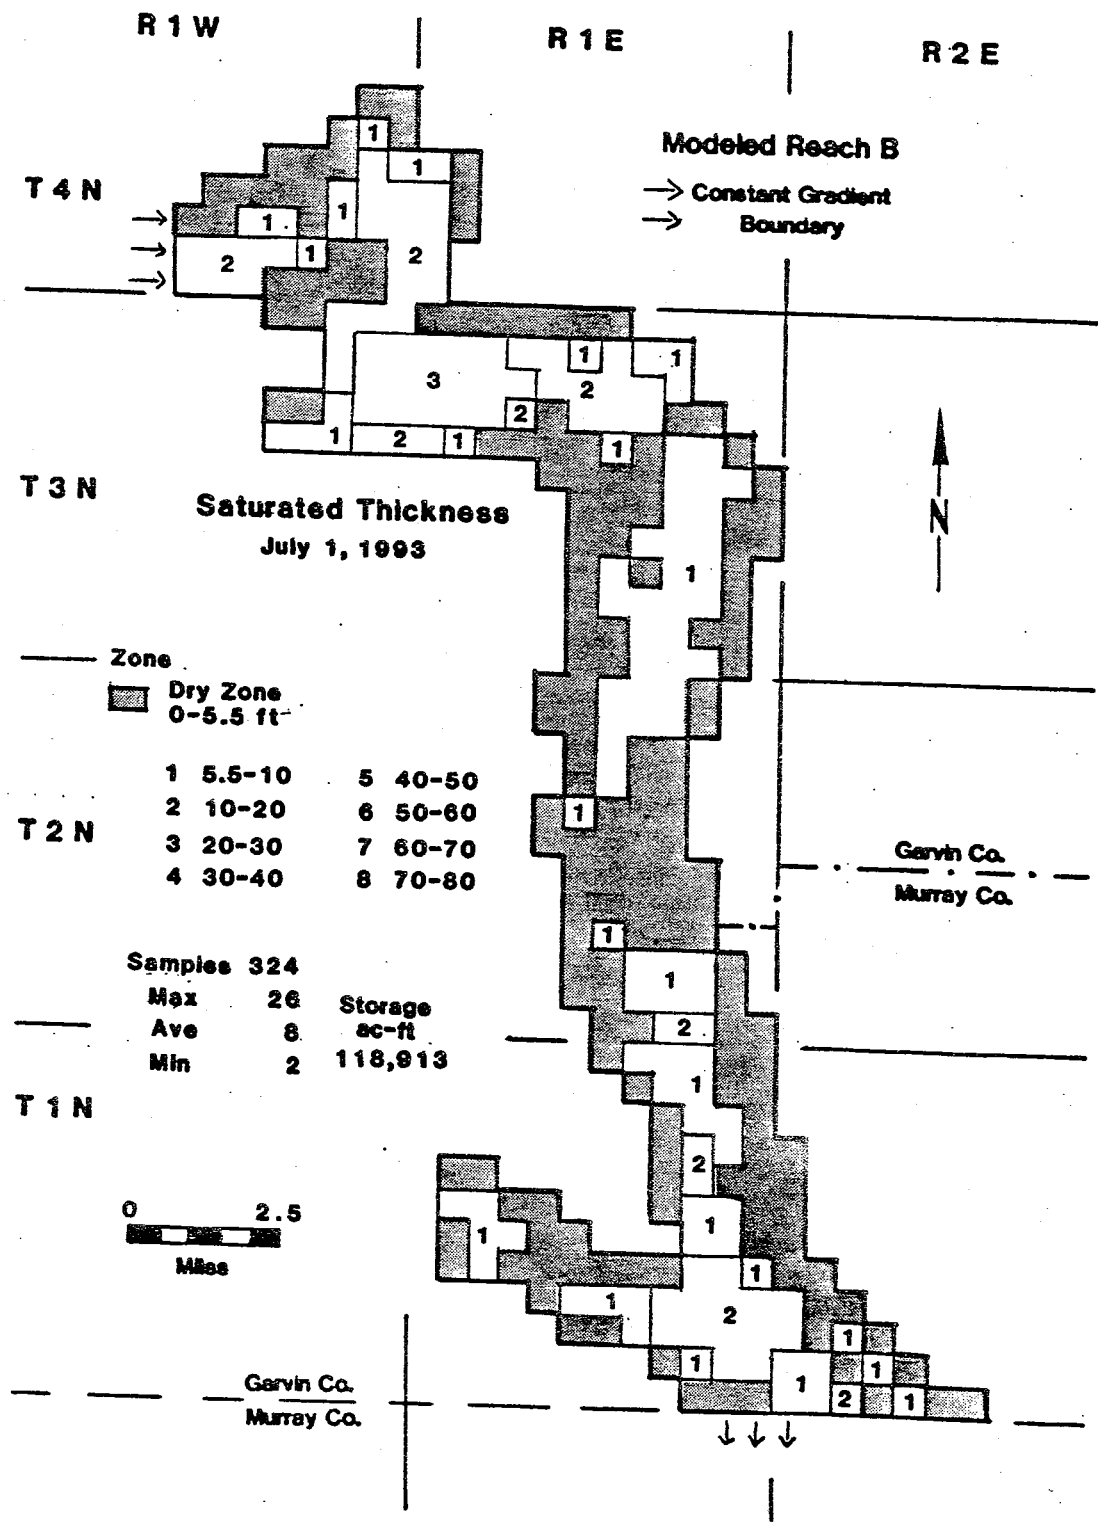 R 1 W
R 1 E
R 2 E
Modeled Reach B
Constant Gradient
Boundary
T 4 N
1
1
1
1
2
1
2
3
1
1
2
2
1
2
1
1
T 3 N
N
Saturated Thickness
July 1, 1993
1
Zone
Dry Zone
0-5.5 ft
1 5.5-10 5 40-50
2 10-20 6 50-60
3 20-30 7 60-70
4 30-40 8 70-80
T 2 N
1
Garvin Co.
Murray Co.
1
Samples 324
Max 26
Ave 8
Min 2
Storage
ac-ft
118,913
1
2
1
T 1 N
2
1
1
0 2.5
Miles
1
1
2
1
1
1
1
2
1
Garvin Co.
Murray Co.